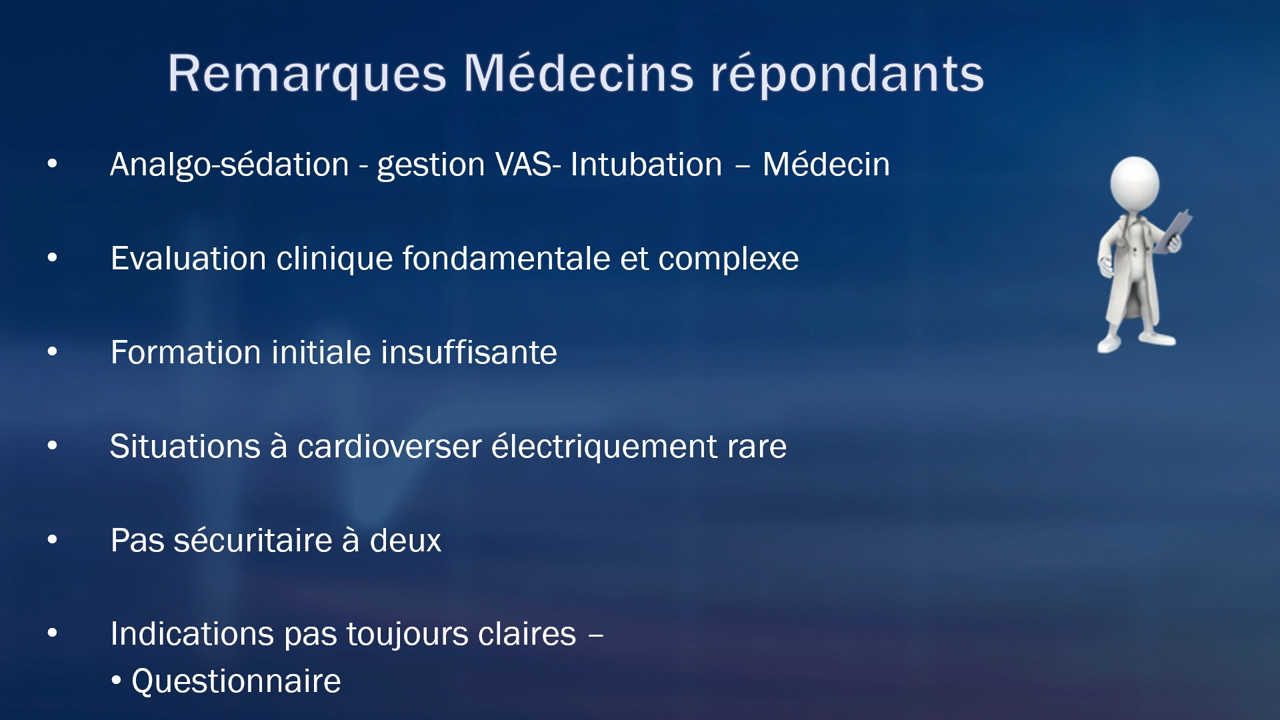 Remarques Médecins répondants
• Analgo-sédation - gestion VAS- Intubation – Médecin
• Evaluation clinique fondamentale et complexe
• Formation initiale insuffisante
• Situations à cardioverser électriquement rare
• Pas sécuritaire à deux
• Indications pas toujours claires –
• Questionnaire